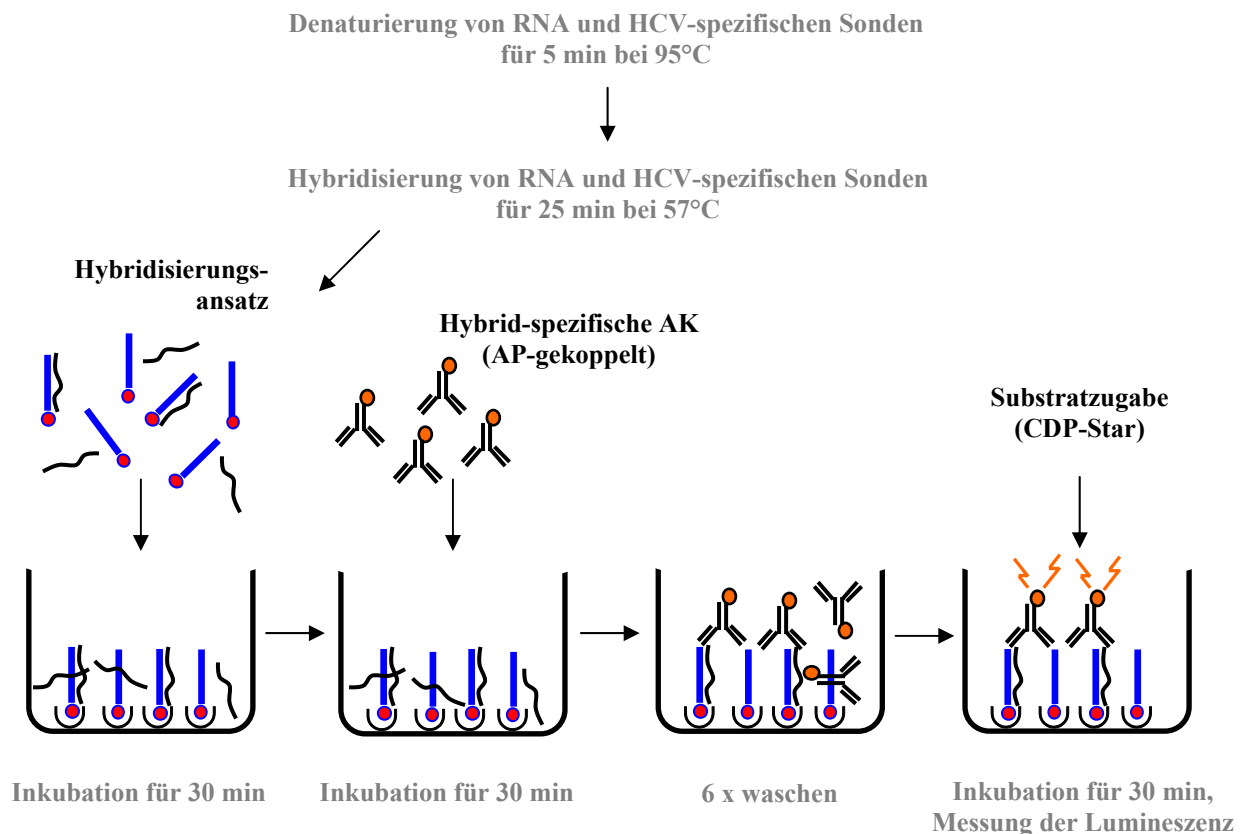 Denaturierung von RNA und HCV-spezifischen Sonden
für 5 min bei 95°C
Hybridisierung von RNA und HCV-spezifischen Sonden
für 25 min bei 57°C
Hybridisierungs-
ansatz
Hybrid-spezifische AK
(AP-gekoppelt)
Substratzugabe
(CDP-Star)
Inkubation für 30 min
Inkubation für 30 min
6 x waschen
Inkubation für 30 min,
Messung der Lumineszenz